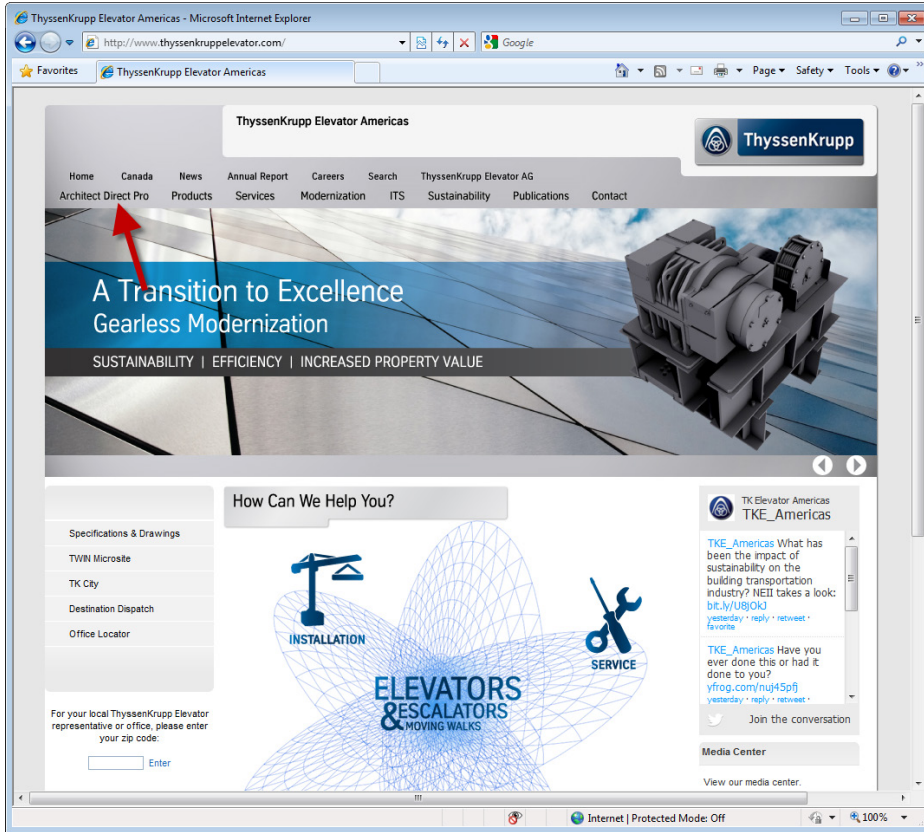 ThyssenKrupp Elevator Americas - Microsoft Internet Explorer
http://www.thyssenkruppelevator.com/
Google
Favorites
ThyssenKrupp Elevator Americas
Page
Safety
Tools
ThyssenKrupp Elevator Americas
ThyssenKrupp
Home Canada News Annual Report Careers Search ThyssenKrupp Elevator AG
Architect Direct Pro Products Services Modernization ITS Sustainability Publications Contact
A Transition to Excellence
Gearless Modernization
SUSTAINABILITY | EFFICIENCY | INCREASED PROPERTY VALUE
Specifications & Drawings
TWIN Microsite
TK City
Destination Dispatch
Office Locator
For your local ThyssenKrupp Elevator
representative or office, please enter
your zip code:
Enter
How Can We Help You?
INSTALLATION
SERVICE
ELEVATORS
& ESCALATORS
MOVING WALKS
TK Elevator Americas
TKE_Americas
TKE_Americas What has
been the impact of
sustainability on the
building transportation
industry? NEII takes a look:
bit.ly/U8JOkJ
yesterday · reply · retweet ·
favorite
TKE_Americas Have you
ever done this or had it
done to you?
yfrog.com/nuj45pfj
yesterday · reply · retweet ·
Join the conversation
Media Center
View our media center.
Internet | Protected Mode: Off
100%